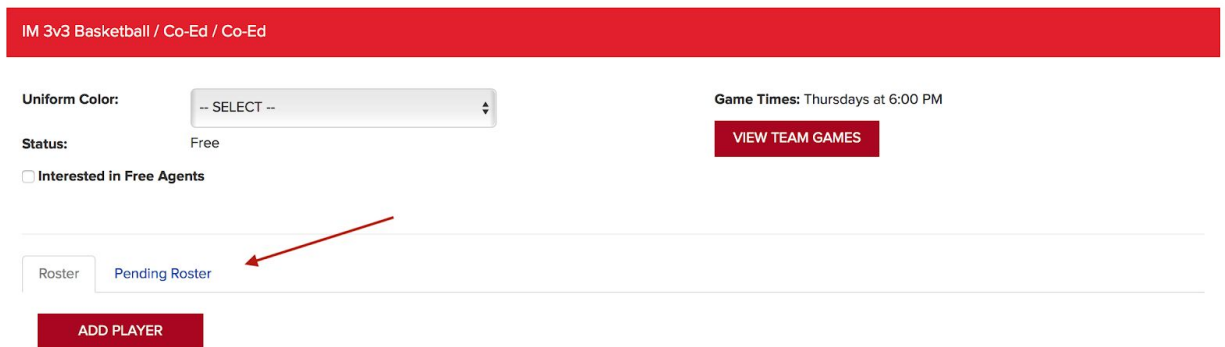 IM 3v3 Basketball / Co-Ed / Co-Ed
Uniform Color:
-- SELECT --
Game Times: Thursdays at 6:00 PM
Status:
Free
VIEW TEAM GAMES
Interested in Free Agents
Roster
Pending Roster
ADD PLAYER